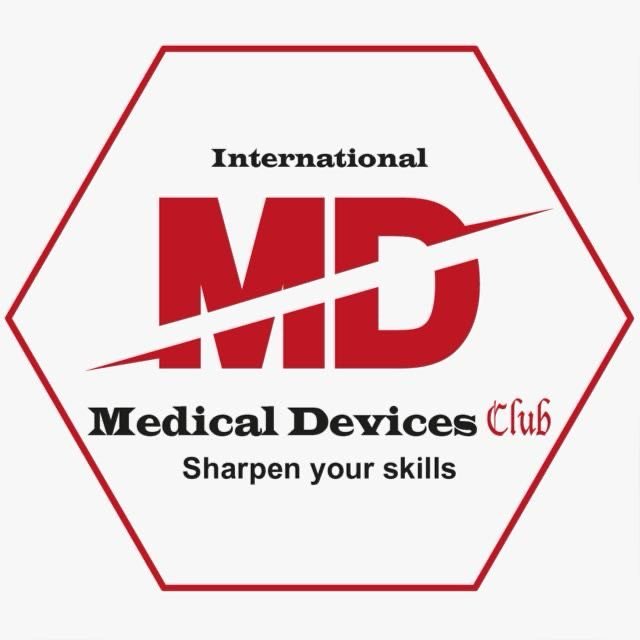 International
MD
Medical Devices Club
Sharpen your skills